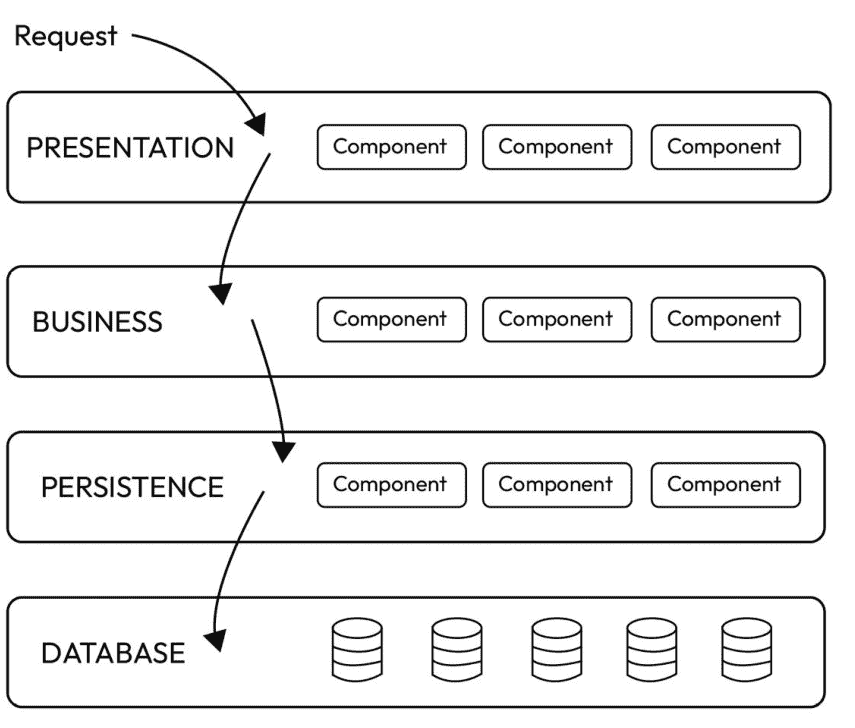 Request
PRESENTATION Component Component Component
BUSINESS Component Component Component
PERSISTENCE Component Component Component
DATABASE